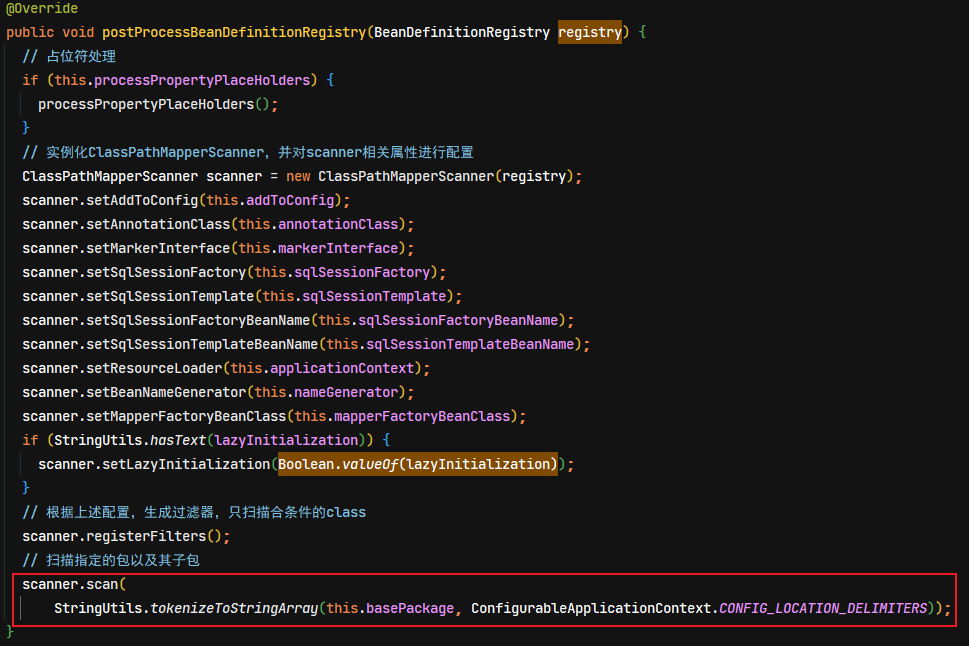 @Override
public void postProcessBeanDefinitionRegistry(BeanDefinitionRegistry registry) {
// 占位符处理
if (this.processPropertyPlaceHolders) {
processPropertyPlaceHolders();
}
// 实例化ClassPathMapperScanner，并对scanner相关属性进行配置
ClassPathMapperScanner scanner = new ClassPathMapperScanner(registry);
scanner.setAddToConfig(this.addToConfig);
scanner.setAnnotationClass(this.annotationClass);
scanner.setMarkerInterface(this.markerInterface);
scanner.setSqlSessionFactory(this.sqlSessionFactory);
scanner.setSqlSessionTemplate(this.sqlSessionTemplate);
scanner.setSqlSessionFactoryBeanName(this.sqlSessionFactoryBeanName);
scanner.setSqlSessionTemplateBeanName(this.sqlSessionTemplateBeanName);
scanner.setResourceLoader(this.applicationContext);
scanner.setBeanNameGenerator(this.nameGenerator);
scanner.setMapperFactoryBeanClass(this.mapperFactoryBeanClass);
if (StringUtils.hasText(lazyInitialization)) {
scanner.setLazyInitialization(Boolean.valueOf(lazyInitialization));
}
// 根据上述配置，生成过滤器，只扫描合条件的class
scanner.registerFilters();
// 扫描指定的包以及其子包
scanner.scan(
StringUtils.tokenizeToStringArray(this.basePackage, ConfigurableApplicationContext.CONFIG_LOCATION_DELIMITERS));
}